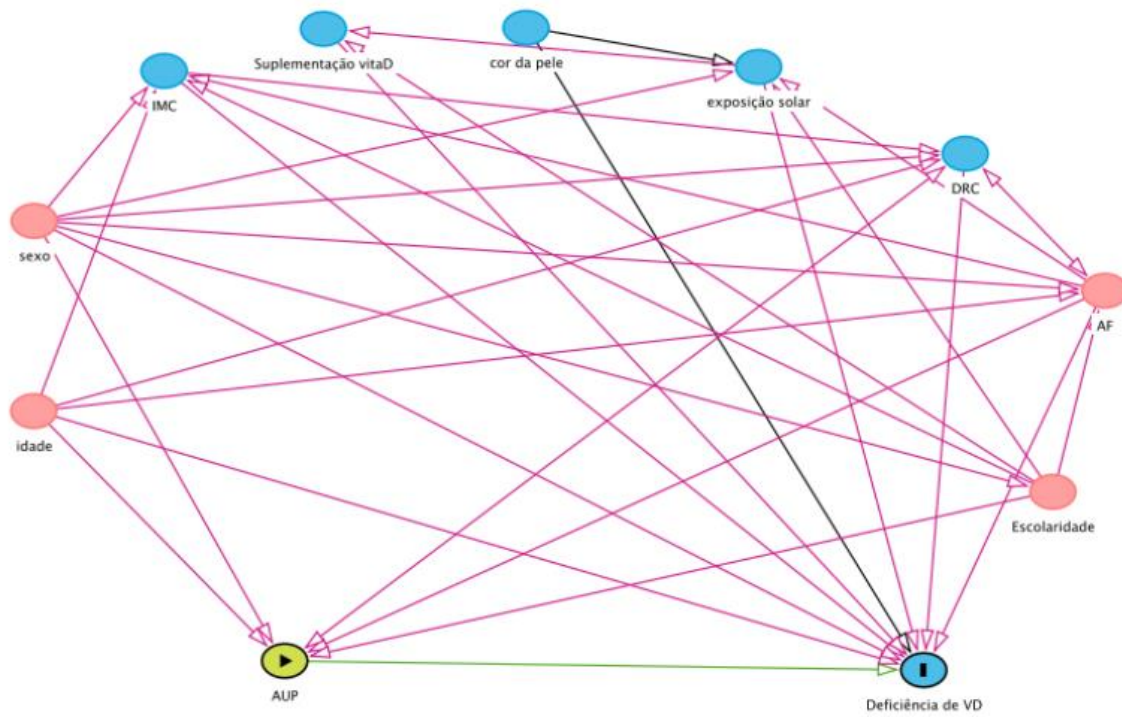 Suplementação vitaD
cor da pele
IMC
exposição solar
DRC
sexo
AF
idade
Escolaridade
AUP
Deficiência de VD